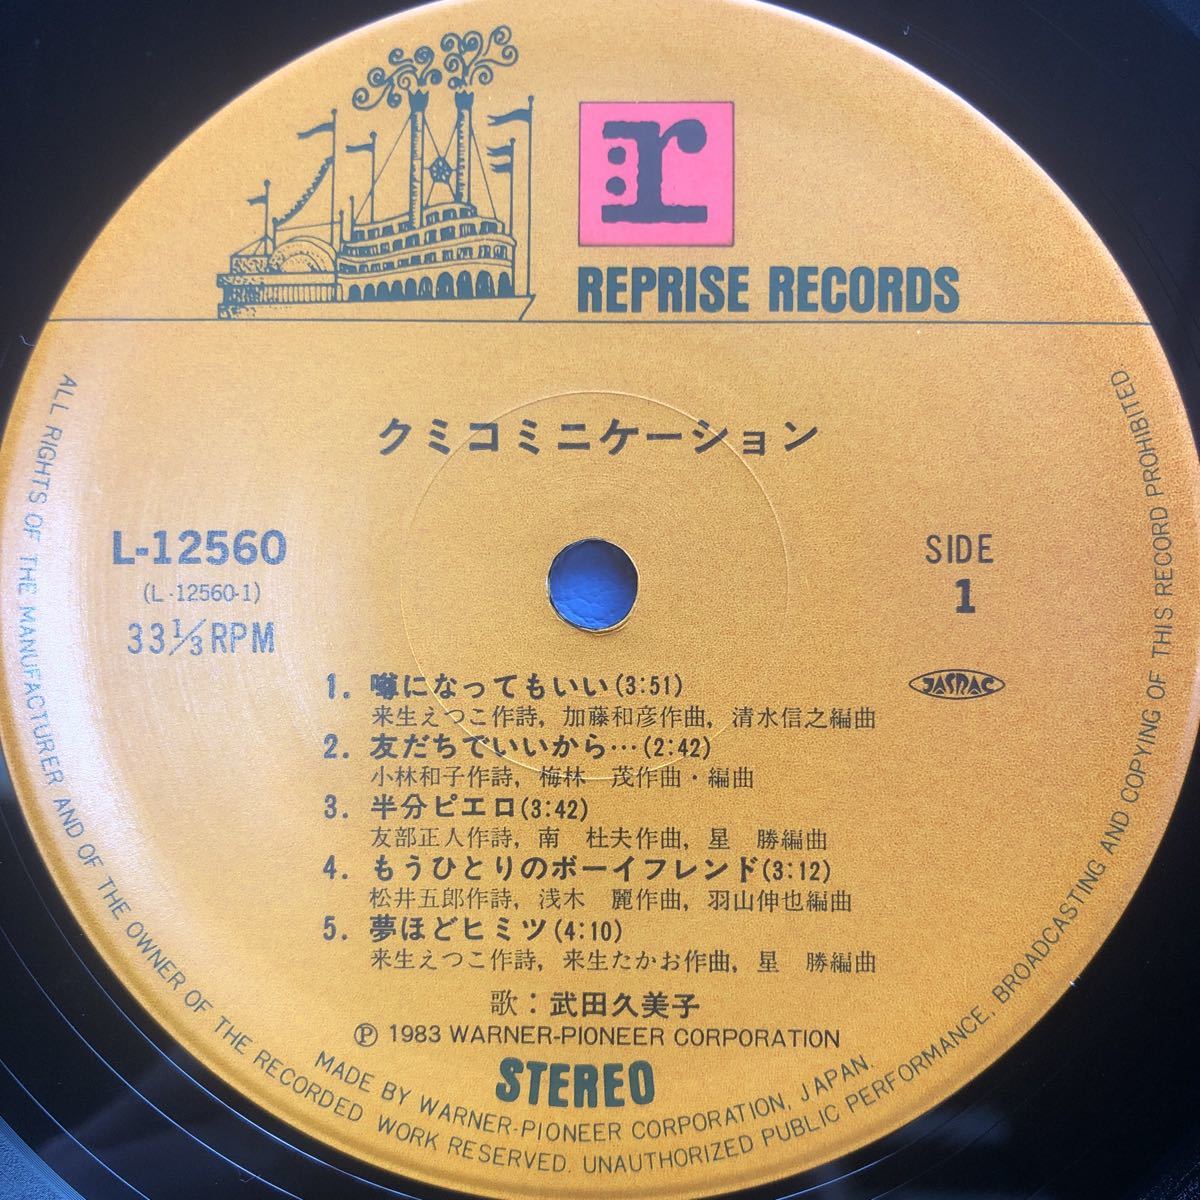 r
REPRISE RECORDS
クミコミニケーション
L-12560
(L-12560-1)
33 1/3 RPM
SIDE
1
JASRAC
1. 噂になってもいい(3:51)
来生えつこ作詩, 加藤和彦作曲, 清水信之編曲
2. 友だちでいいから…(2:42)
小林和子作詩, 梅林 茂作曲・編曲
3. 半分ピエロ(3:42)
友部正人作詩, 南 杜夫作曲, 星 勝編曲
4. もうひとりのボーイフレンド(3:12)
松井五郎作詩, 浅木 麗作曲, 羽山伸也編曲
5. 夢ほどヒミツ(4:10)
来生えつこ作詩, 来生たかお作曲, 星 勝編曲
歌: 武田久美子
Ⓟ 1983 WARNER-PIONEER CORPORATION
STEREO
MADE BY WARNER-PIONEER CORPORATION, JAPAN.
ALL RIGHTS OF THE MANUFACTURER AND OF THE OWNER OF THE RECORDED WORK RESERVED. UNAUTHORIZED PUBLIC PERFORMANCE, BROADCASTING AND COPYING OF THIS RECORD PROHIBITED.